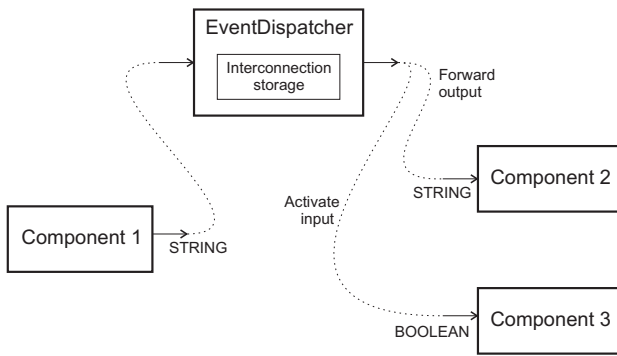 EventDispatcher
Interconnection
storage
Forward
output
Component 2
STRING
Activate
input
Component 1
STRING
Component 3
BOOLEAN